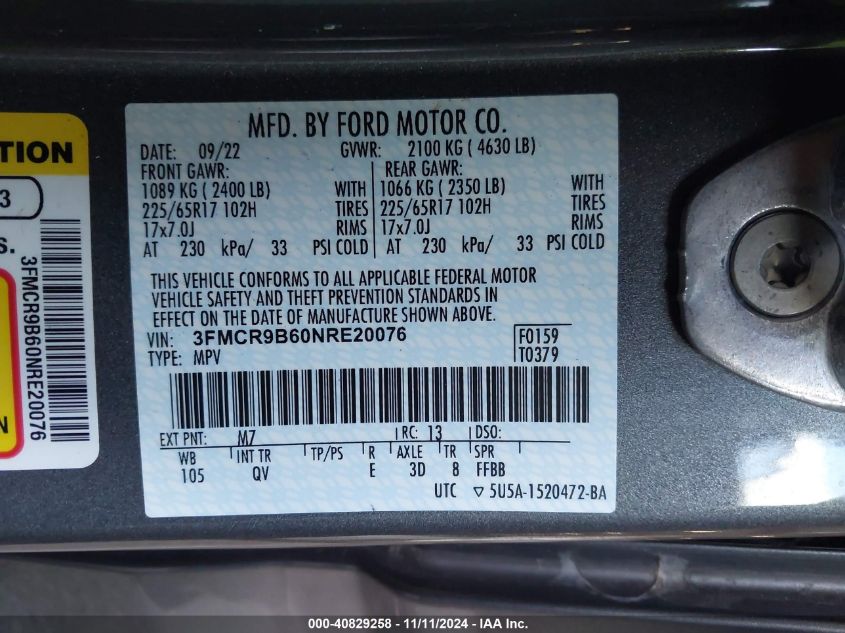 MFD. BY FORD MOTOR CO.
DATE: 09/22 GVWR: 2100 KG ( 4630 LB)
FRONT GAWR: REAR GAWR:
1089 KG ( 2400 LB) WITH 1066 KG ( 2350 LB) WITH
225/65R17 102H TIRES 225/65R17 102H TIRES
17x7.0J RIMS 17x7.0J RIMS
AT 230 kPa/ 33 PSI COLD AT 230 kPa/ 33 PSI COLD
THIS VEHICLE CONFORMS TO ALL APPLICABLE FEDERAL MOTOR
VEHICLE SAFETY AND THEFT PREVENTION STANDARDS IN
EFFECT ON THE DATE OF MANUFACTURE SHOWN ABOVE.
VIN: 3FMCR9B60NRE20076 F0159
TYPE: MPV T0379
EXT PNT: M7 RC: 13 DSO:
WB INT TR TP/PS R AXLE TR SPR
105 QV E 3D 8 FFBB
UTC ▽ 5U5A-1520472-BA
TION
3
S.
N
3FMCR9B60NRE20076
000-40829258 - 11/11/2024 - IAA Inc.